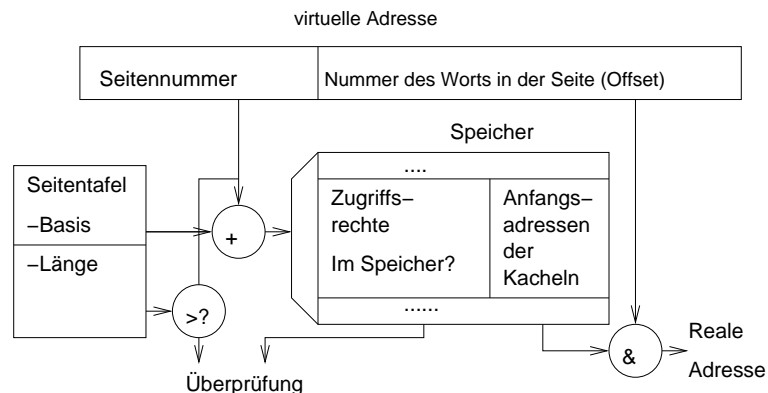 virtuelle Adresse
Seitennummer
Nummer des Worts in der Seite (Offset)
Speicher
....
Seitentafel
−Basis
−Länge
+
>?
Zugriffs−
rechte
Im Speicher?
Anfangs−
adressen
der
Kacheln
......
&
Reale
Adresse
Überprüfung